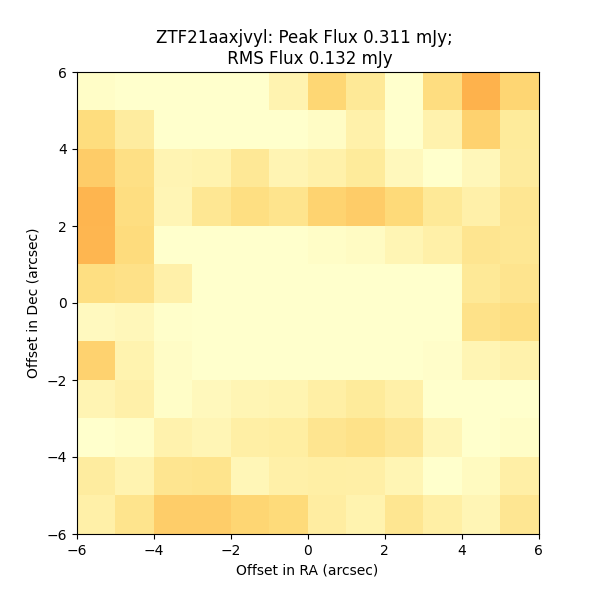 ZTF21aaxjvyl: Peak Flux 0.311 mJy;
RMS Flux 0.132 mJy
6
4
2
0
−2
−4
−6
Offset in Dec (arcsec)
−6 −4 −2 0 2 4 6
Offset in RA (arcsec)